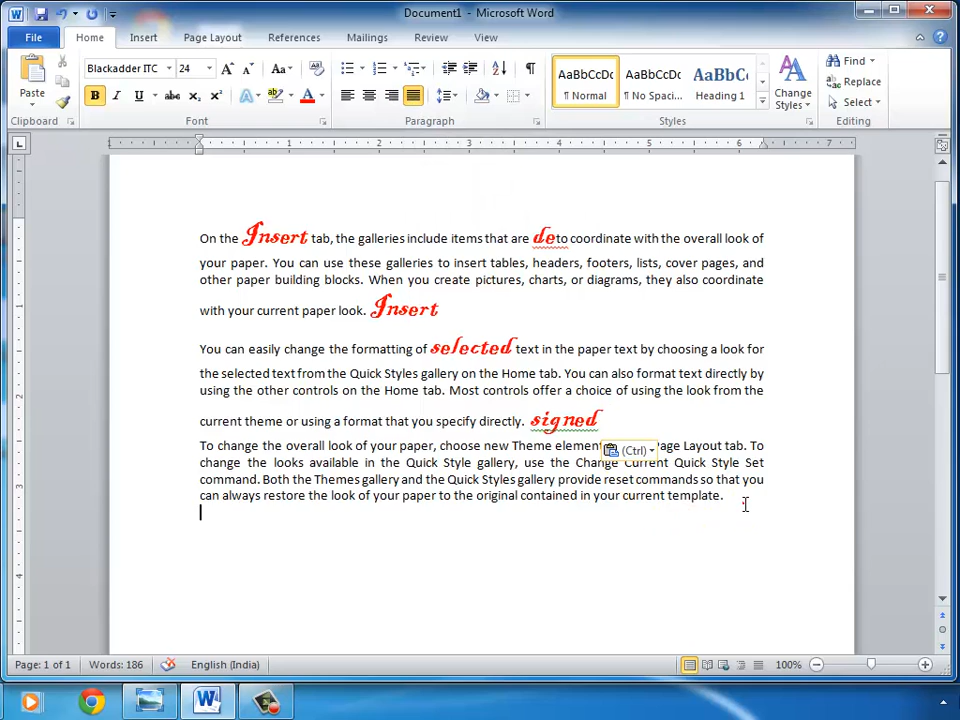 Document1 - Microsoft Word
File Home Insert Page Layout References Mailings Review View
Paste
Clipboard
Blackadder ITC 24
Font
Paragraph
AaBbCcDc AaBbCcDc AaBbC
¶ Normal ¶ No Spaci... Heading 1
Change Styles
Styles
Find
Replace
Select
Editing
1 1 2 3 4 5 6 7
On the Insert tab, the galleries include items that are de to coordinate with the overall look of
your paper. You can use these galleries to insert tables, headers, footers, lists, cover pages, and
other paper building blocks. When you create pictures, charts, or diagrams, they also coordinate
with your current paper look. Insert
You can easily change the formatting of selected text in the paper text by choosing a look for
the selected text from the Quick Styles gallery on the Home tab. You can also format text directly by
using the other controls on the Home tab. Most controls offer a choice of using the look from the
current theme or using a format that you specify directly. signed
To change the overall look of your paper, choose new Theme element (Ctrl) age Layout tab. To
change the looks available in the Quick Style gallery, use the Change Current Quick Style Set
command. Both the Themes gallery and the Quick Styles gallery provide reset commands so that you
can always restore the look of your paper to the original contained in your current template.
Page: 1 of 1 Words: 186 English (India) 100%